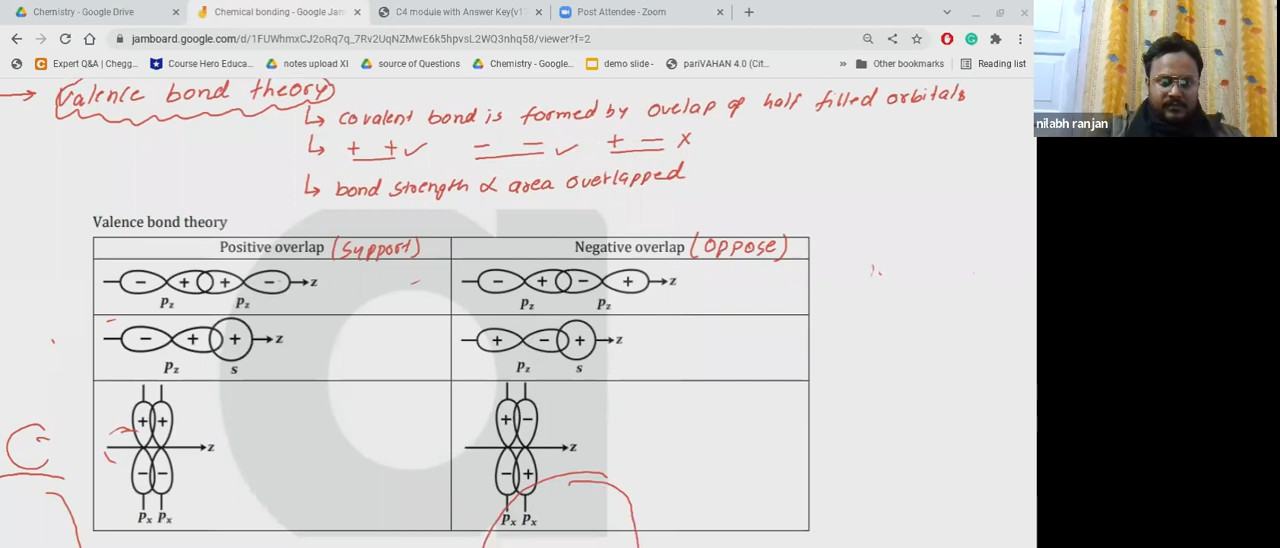 Chemistry - Google Drive
Chemical bonding - Google Jam
C4 module with Answer Key(v1
Post Attendee - Zoom
jamboard.google.com/d/1FUWhmxCJ2oRq7q_7Rv2UqNZMwE6k5hpvsL2WQ3nhq58/viewer?f=2
Expert Q&A | Chegg...
Course Hero Educa...
notes upload XI
source of Questions
Chemistry - Google...
demo slide -
pariVAHAN 4.0 (Cit...
Other bookmarks
Reading list
nilabh ranjan
→ Valence bond theory
↳ covalent bond is formed by ovelap of half filled orbitals
↳ + + ✓ - = ✓ + = x
↳ bond strength ∝ area overlapped
Valence bond theory
Positive overlap (support) Negative overlap (oppose)
- + + - z - + - + z
Pz Pz Pz Pz
- + + z + - + z
Pz s Pz s
+ + + -
z z
- - - +
Px Px Px Px